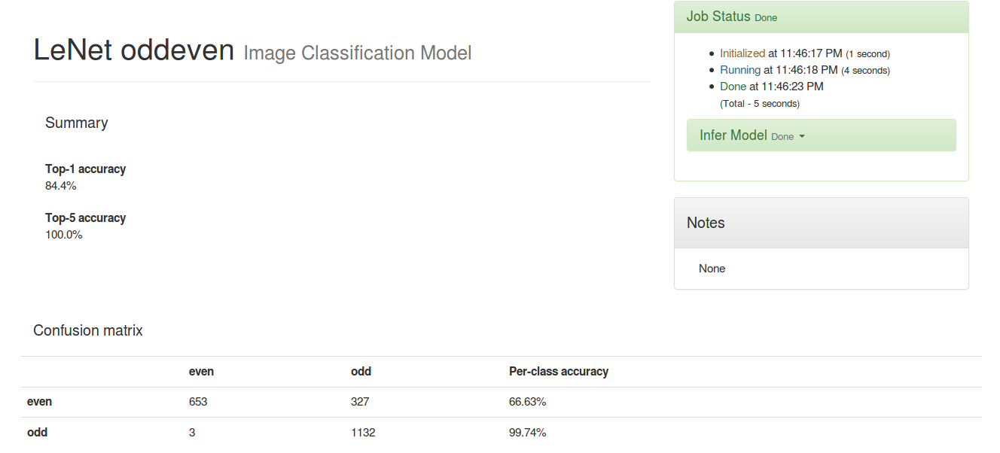 LeNet oddeven Image Classification Model
Summary
Top-1 accuracy
84.4%
Top-5 accuracy
100.0%
Job Status Done
Initialized at 11:46:17 PM (1 second)
Running at 11:46:18 PM (4 seconds)
Done at 11:46:23 PM
(Total - 5 seconds)
Infer Model Done
Notes
None
Confusion matrix
even odd Per-class accuracy
even 653 327 66.63%
odd 3 1132 99.74%